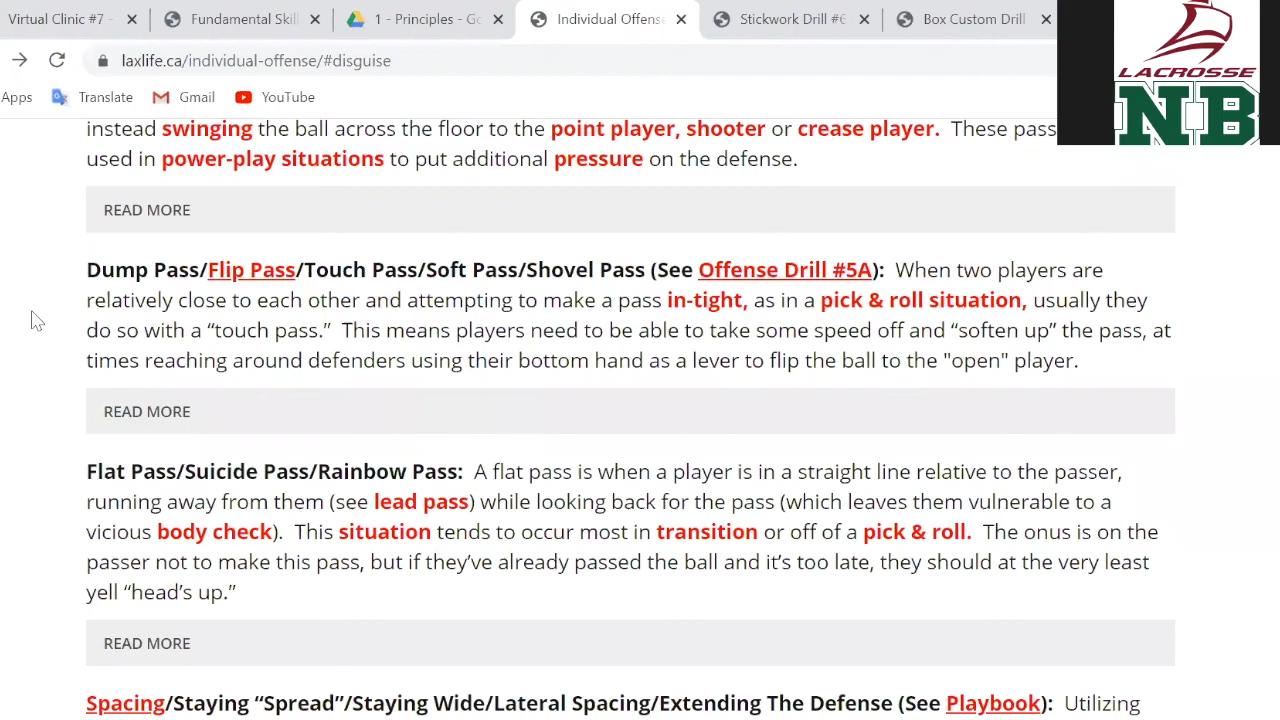 Virtual Clinic #7
Fundamental Skil
1 - Principles - Go
Individual Offens
Stickwork Drill #6
Box Custom Drill
laxlife.ca/individual-offense/#disguise
Apps Translate Gmail YouTube
LACROSSE
NB
instead swinging the ball across the floor to the point player, shooter or crease player. These pass
used in power-play situations to put additional pressure on the defense.
READ MORE
Dump Pass/Flip Pass/Touch Pass/Soft Pass/Shovel Pass (See Offense Drill #5A): When two players are
relatively close to each other and attempting to make a pass in-tight, as in a pick & roll situation, usually they
do so with a “touch pass.” This means players need to be able to take some speed off and “soften up” the pass, at
times reaching around defenders using their bottom hand as a lever to flip the ball to the "open" player.
READ MORE
Flat Pass/Suicide Pass/Rainbow Pass: A flat pass is when a player is in a straight line relative to the passer,
running away from them (see lead pass) while looking back for the pass (which leaves them vulnerable to a
vicious body check). This situation tends to occur most in transition or off of a pick & roll. The onus is on the
passer not to make this pass, but if they’ve already passed the ball and it’s too late, they should at the very least
yell “head’s up.”
READ MORE
Spacing/Staying “Spread”/Staying Wide/Lateral Spacing/Extending The Defense (See Playbook): Utilizing